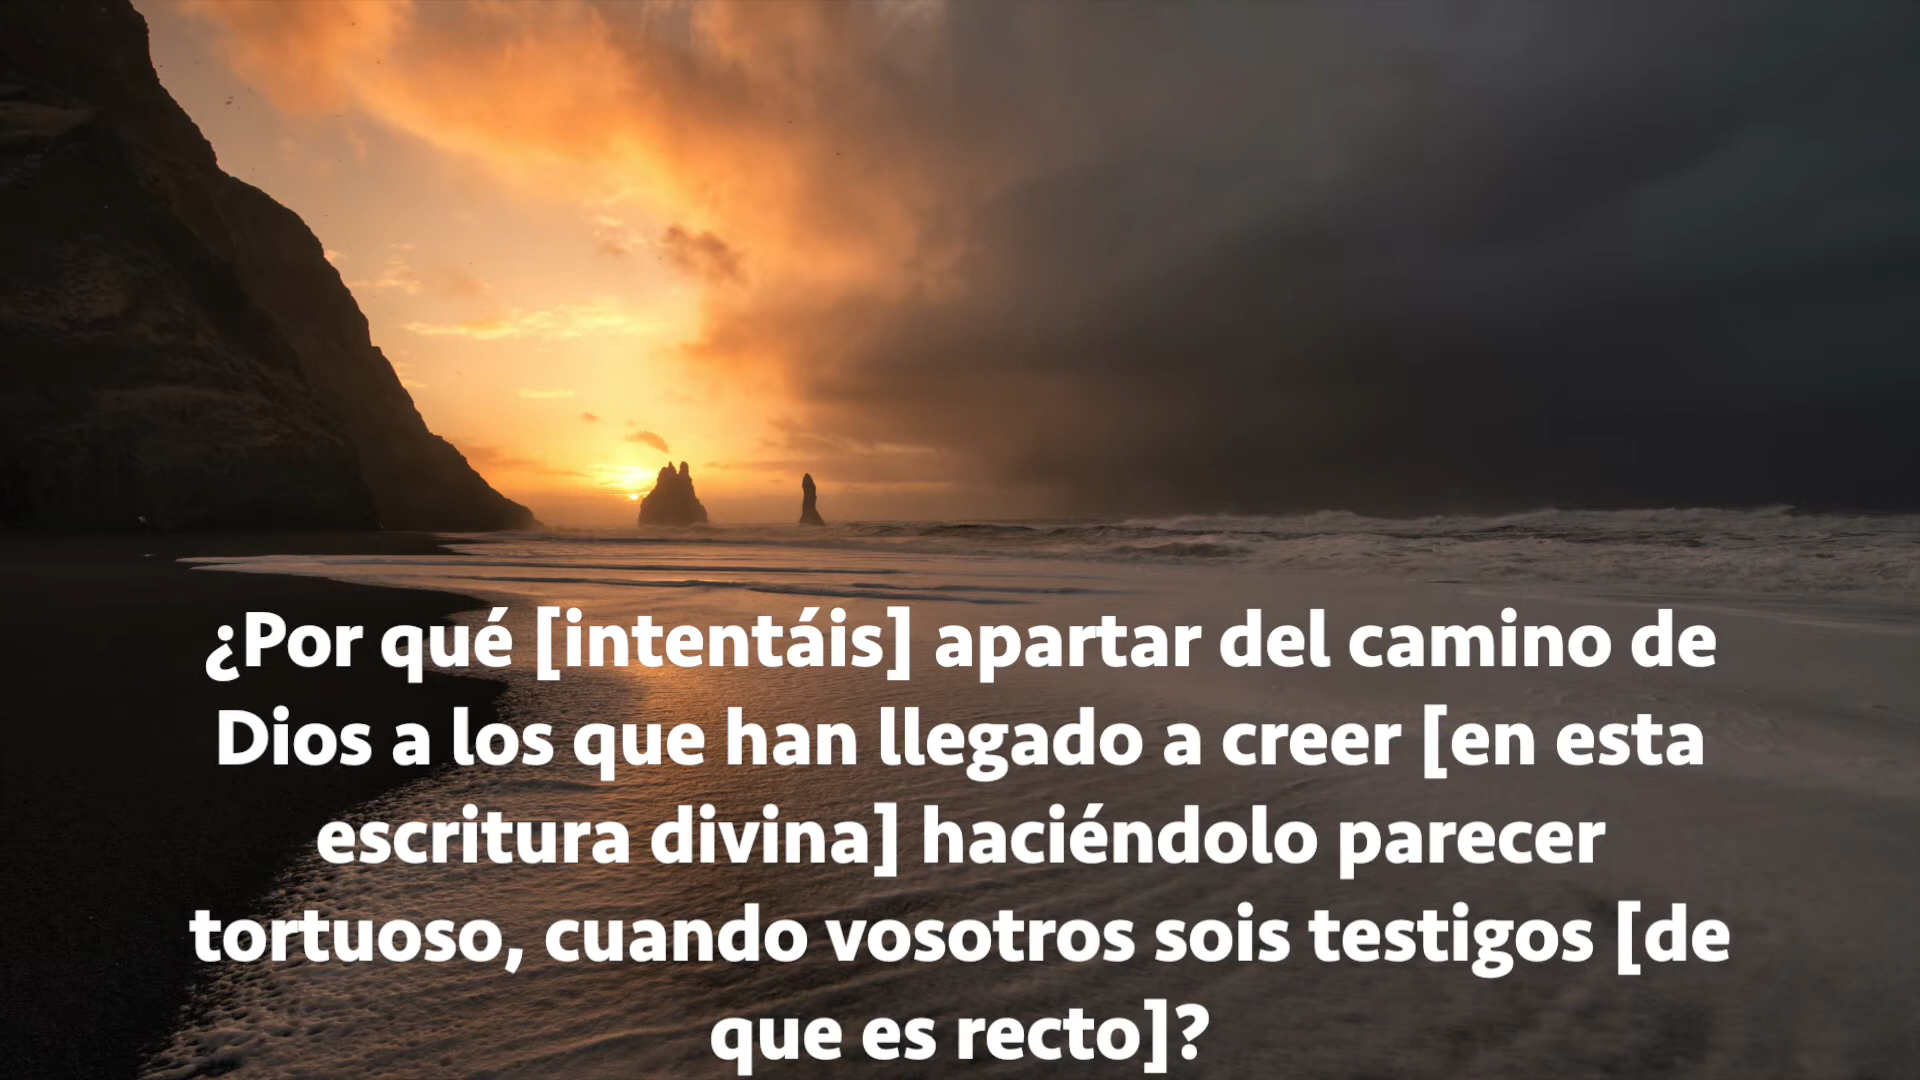 ¿Por qué [intentáis] apartar del camino de
Dios a los que han llegado a creer [en esta
escritura divina] haciéndolo parecer
tortuoso, cuando vosotros sois testigos [de
que es recto]?